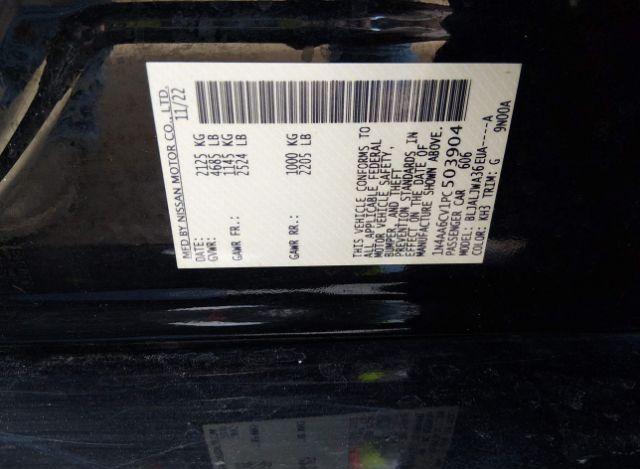 MFD BY NISSAN MOTOR CO., LTD.
11/22
DATE:
GVWR: 2125 KG
4685 LB
GAWR FR.: 1145 KG
2524 LB
GAWR RR.: 1000 KG
2205 LB
THIS VEHICLE CONFORMS TO
ALL APPLICABLE FEDERAL
MOTOR VEHICLE SAFETY,
BUMPER, AND THEFT
PREVENTION STANDARDS IN
EFFECT ON THE DATE OF
MANUFACTURE SHOWN ABOVE.
1N4AA6CV1PC503904
PASSENGER CAR 606
MODEL: BLJALJWA36EUA----A
COLOR: KH3 TRIM: G 9N00A